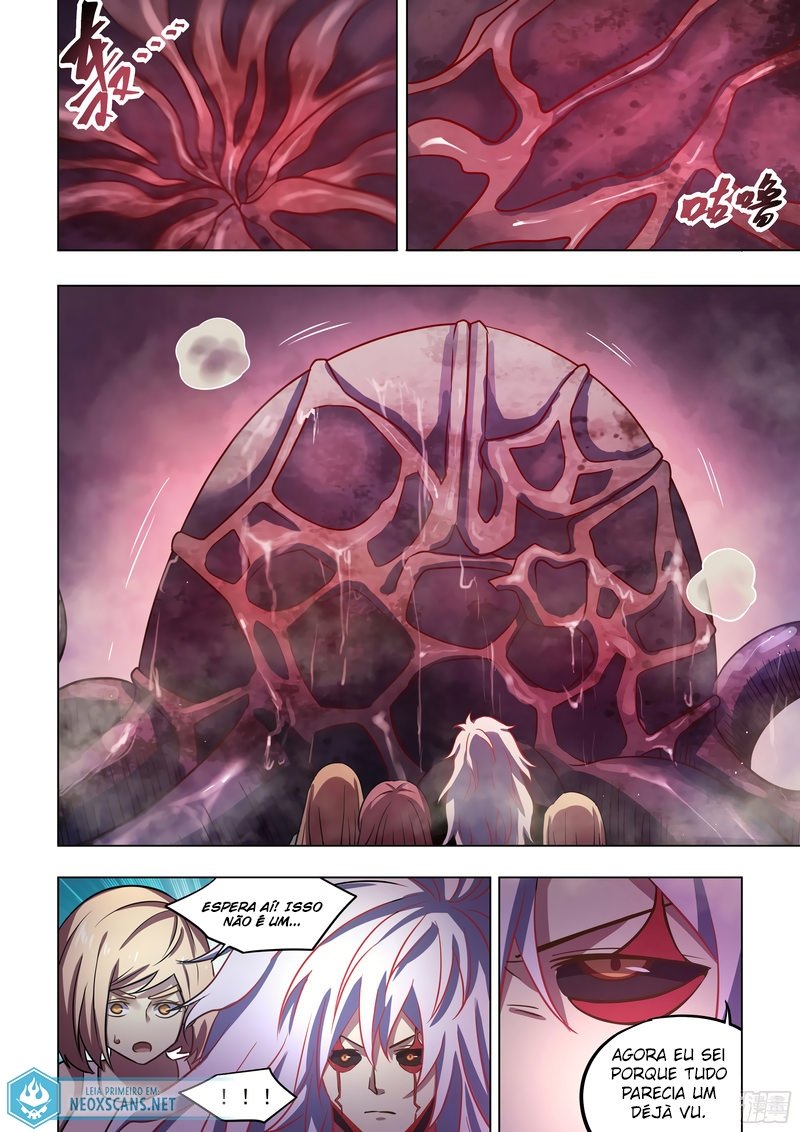 咕噜
ESPERA AÍ! ISSO
NÃO É UM...
!!!
AGORA EU SEI
PORQUE TUDO
PARECIA UM
DÉJÀ VU.
LEIA PRIMEIRO EM:
NEOXSCANS.NET